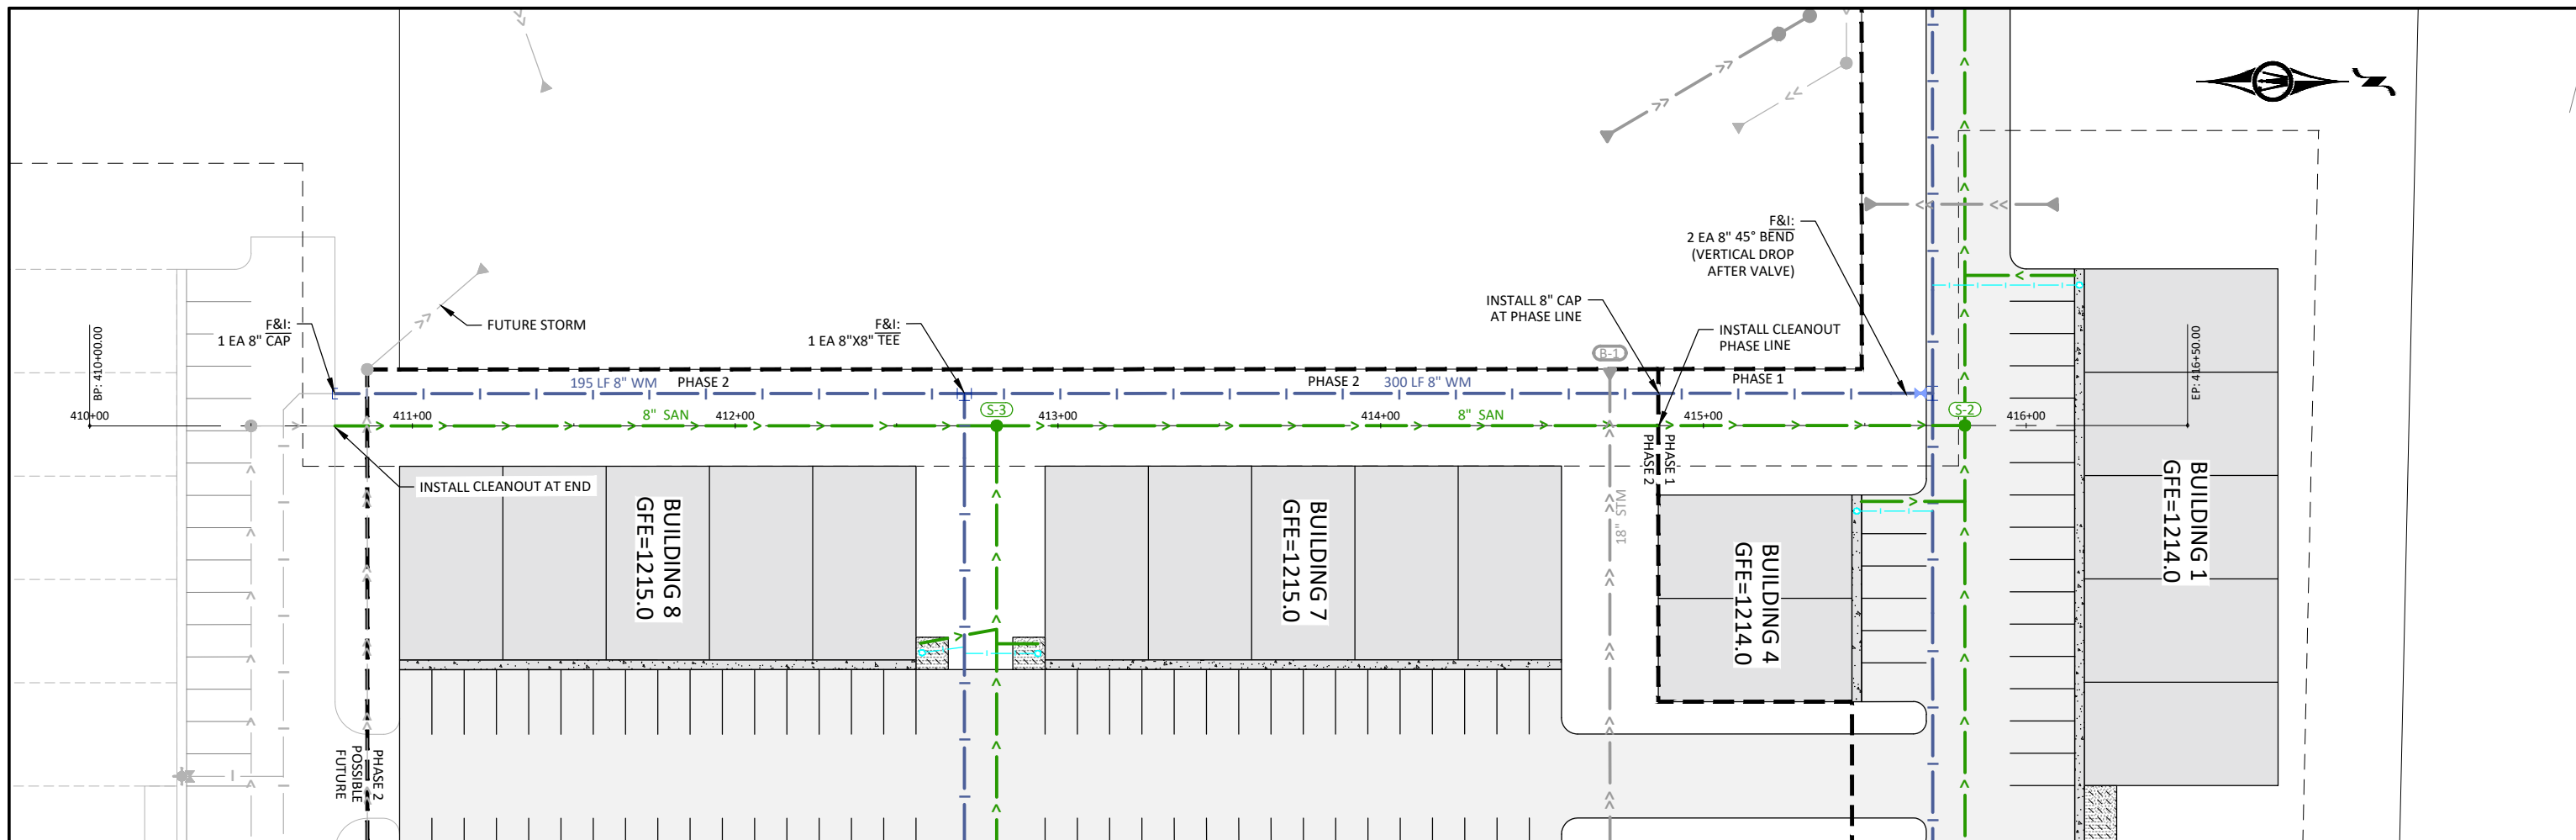 F&I:
2 EA 8" 45° BEND
(VERTICAL DROP
AFTER VALVE)
INSTALL 8" CAP
AT PHASE LINE
INSTALL CLEANOUT
PHASE LINE
F&I:
1 EA 8" CAP
FUTURE STORM
F&I:
1 EA 8"X8" TEE
BP: 410+00.00
EP: 416+50.00
B-1
195 LF 8" WM
PHASE 2
PHASE 2
300 LF 8" WM
PHASE 1
410+00
411+00
8" SAN
412+00
S-3
413+00
414+00
8" SAN
415+00
S-2
416+00
PHASE 1
PHASE 2
INSTALL CLEANOUT AT END
18" STM
BUILDING 8
GFE=1215.0
BUILDING 7
GFE=1215.0
BUILDING 4
GFE=1214.0
BUILDING 1
GFE=1214.0
PHASE 2
POSSIBLE
FUTURE
N